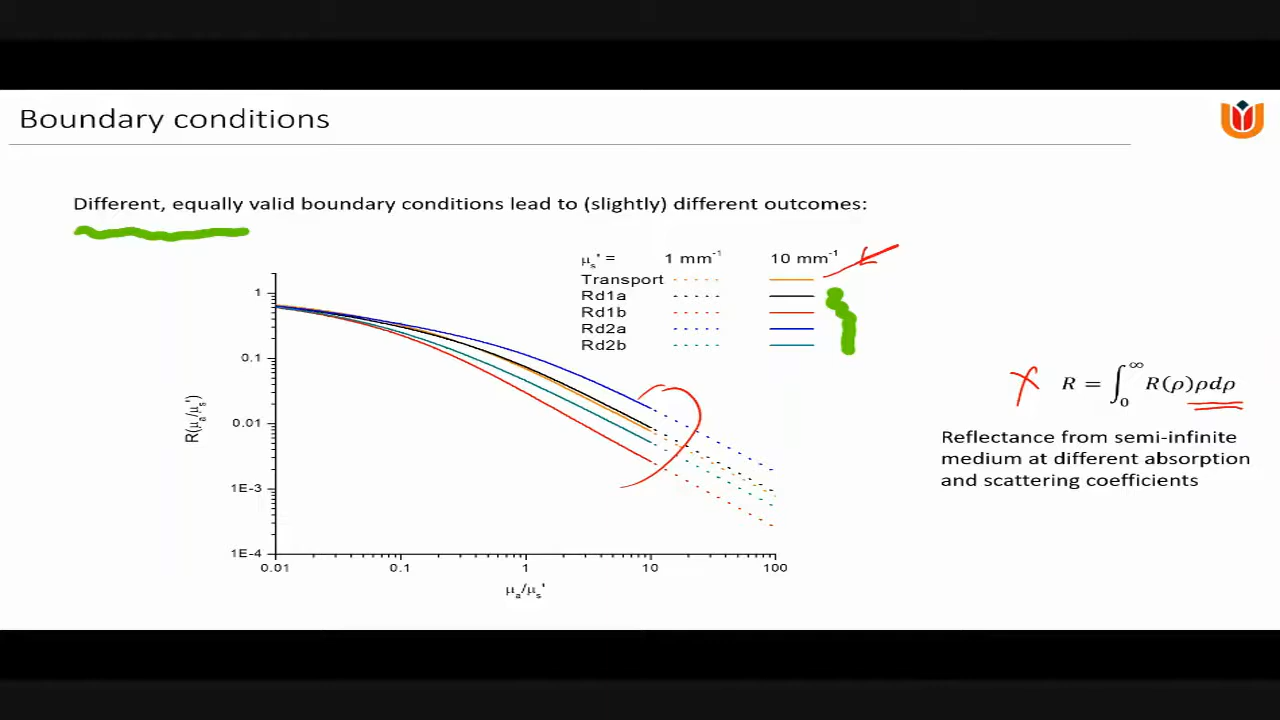 Boundary conditions
Different, equally valid boundary conditions lead to (slightly) different outcomes:
μs' = 1 mm⁻¹ 10 mm⁻¹
Transport
Rd1a
Rd1b
Rd2a
Rd2b
1
0.1
0.01
1E-3
1E-4
R(μa/μs')
0.01 0.1 1 10 100
μa/μs'
R = ∫₀^∞ R(ρ)ρdρ
Reflectance from semi-infinite
medium at different absorption
and scattering coefficients